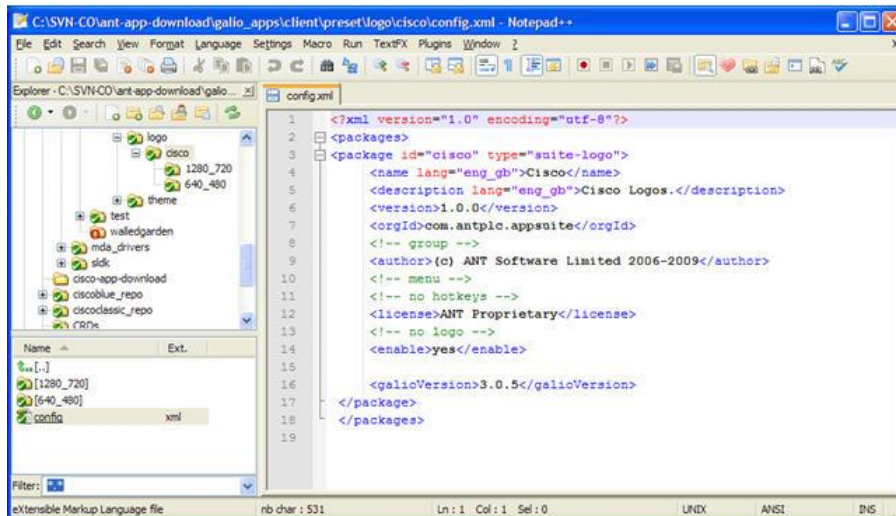 C:\SVN-CO\ant-app-download\galio_apps\client\preset\logo\cisco\config.xml - Notepad++
File Edit Search View Format Language Settings Macro Run TextFX Plugins Window ? X
Explorer - C:\SVN-CO\ant-app-download\galio...
logo
cisco
1280_720
640_480
theme
test
walledgarden
mda_drivers
sldk
cisco-app-download
ciscoblue_repo
ciscoclassic_repo
CRDs
Name Ext.
[..]
[1280_720]
[640_480]
config xml
Filter:
config.xml
1 <?xml version="1.0" encoding="utf-8"?>
2 <packages>
3 <package id="cisco" type="suite-logo">
4 <name lang="eng_gb">Cisco</name>
5 <description lang="eng_gb">Cisco Logos.</description>
6 <version>1.0.0</version>
7 <orgId>com.antplc.appsuite</orgId>
8 <!-- group -->
9 <author>(c) ANT Software Limited 2006-2009</author>
10 <!-- menu -->
11 <!-- no hotkeys -->
12 <license>ANT Proprietary</license>
13 <!-- no logo -->
14 <enable>yes</enable>
15
16 <galioVersion>3.0.5</galioVersion>
17 </package>
18 </packages>
19
eXtensible Markup Language file nb char : 531 Ln : 1 Col : 1 Sel : 0 UNIX ANSI INS